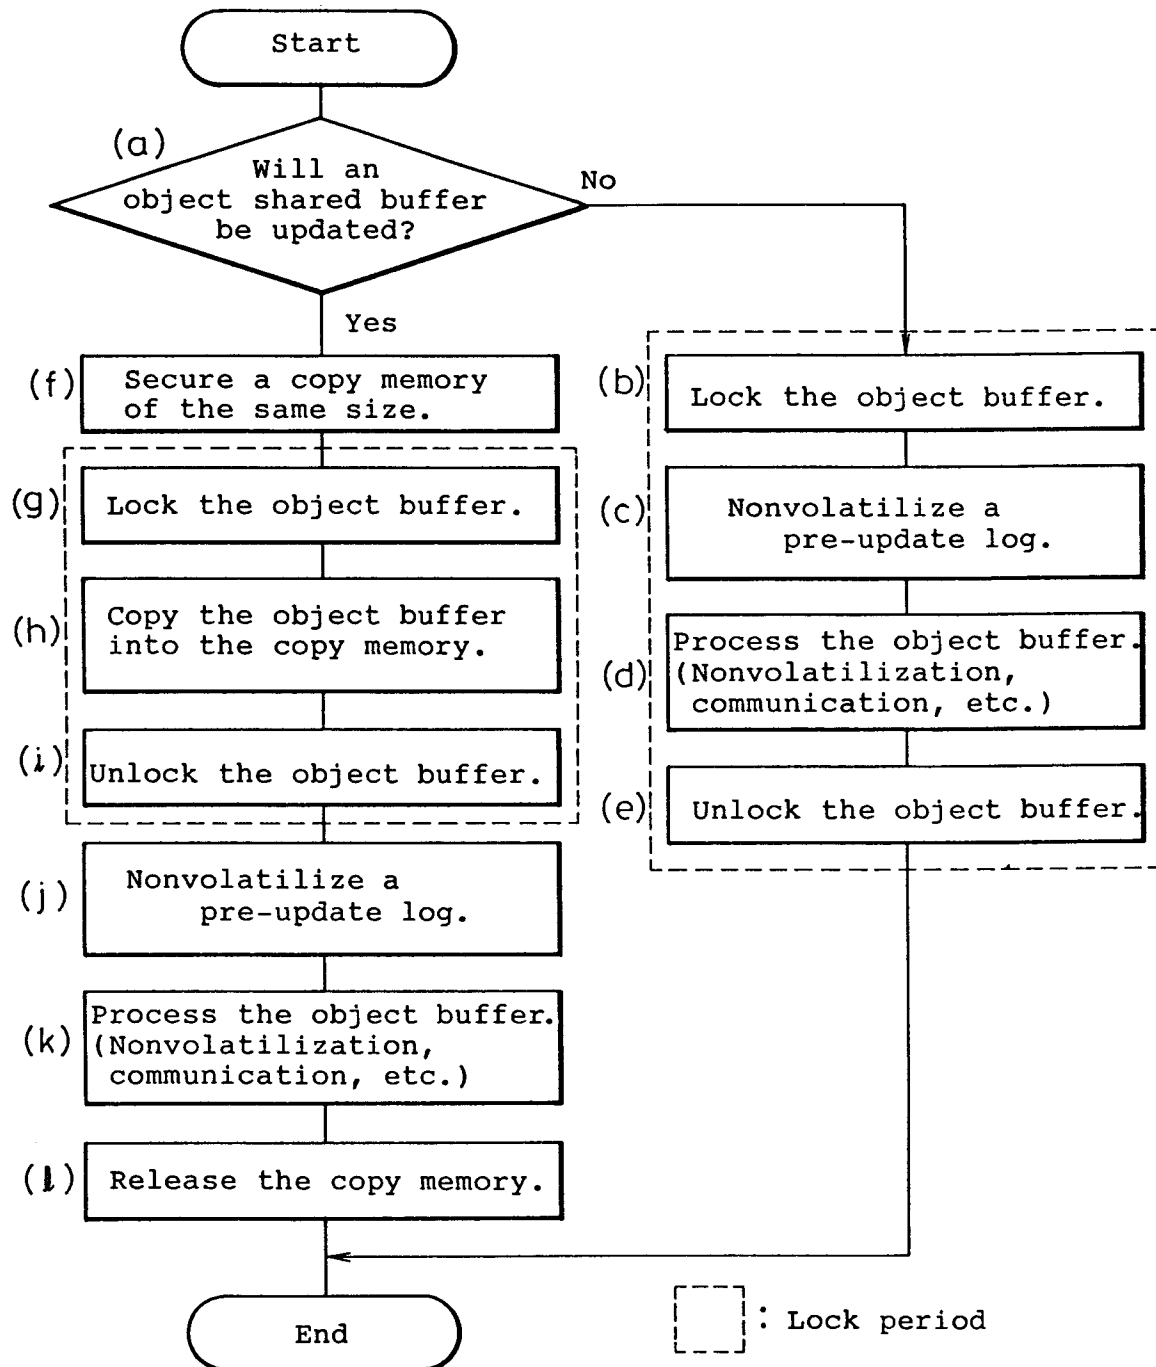 Start
(a)
Will an
object shared buffer
be updated?
No
Yes
(f)
Secure a copy memory
of the same size.
(g)
Lock the object buffer.
(h)
Copy the object buffer
into the copy memory.
(i)
Unlock the object buffer.
(j)
Nonvolatilize a
pre-update log.
(k)
Process the object buffer.
(Nonvolatilization,
communication, etc.)
(l)
Release the copy memory.
(b)
Lock the object buffer.
(c)
Nonvolatilize a
pre-update log.
(d)
Process the object buffer.
(Nonvolatilization,
communication, etc.)
(e)
Unlock the object buffer.
End
: Lock period